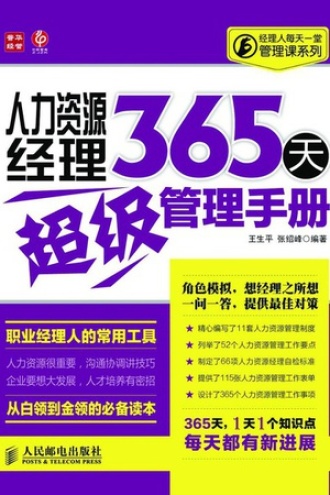 普华经管
经理人每天一堂
管理课系列
人力资源
经理
365天
超级管理手册
王生平 张绍峰◎编著
角色模拟，想经理之所想
一问一答，提供最佳对策
★ 精心编写了11套人力资源管理制度
★ 列举了52个人力资源工作要点
★ 制定了66项人力资源经理自检标准
★ 提供了115张人力资源管理工作表单
★ 设计了365个人力资源管理工作事项
职业经理人的常用工具
人力资源很重要，沟通协调讲技巧
企业要想大发展，人才培养有密招
从白领到金领的必备读本
365天，1天1个知识点
每天都有新进展
人民邮电出版社
POSTS & TELECOM PRESS